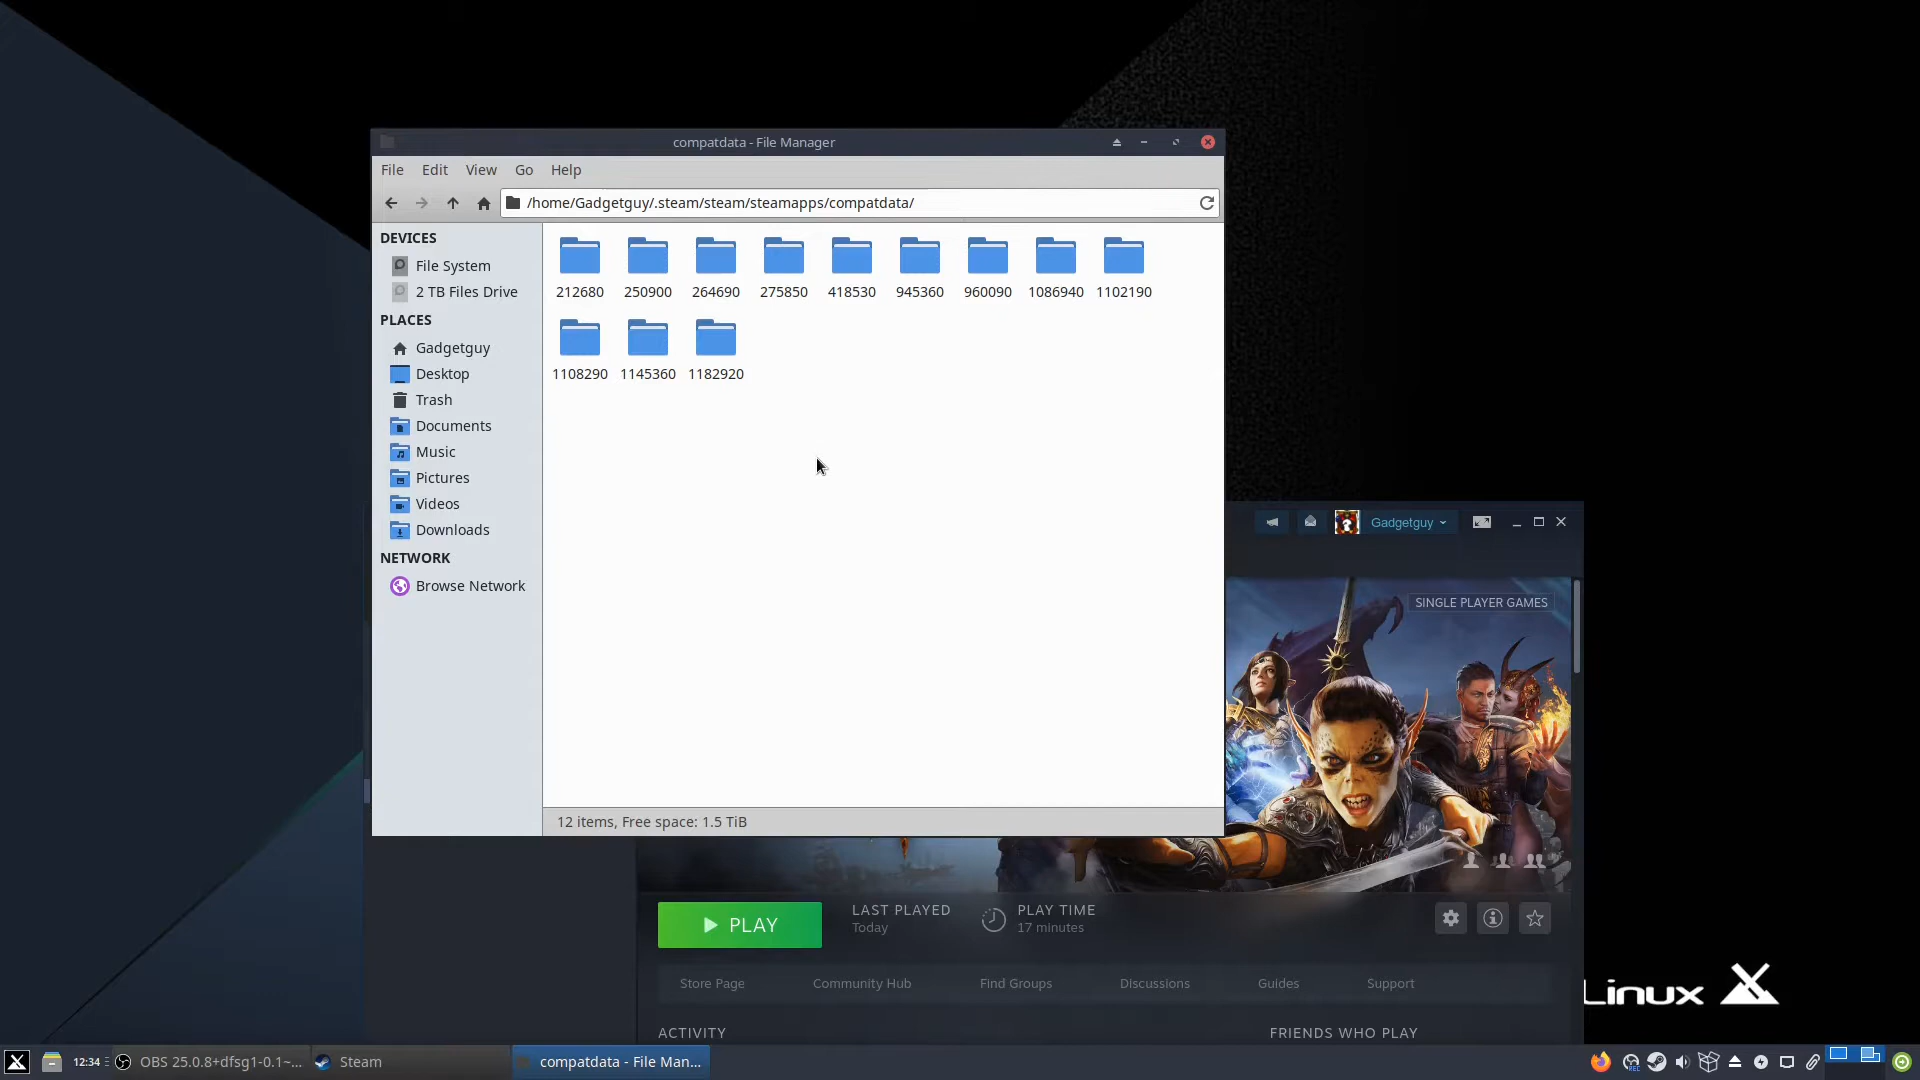 compatdata - File Manager
File Edit View Go Help
/home/Gadgetguy/.steam/steam/steamapps/compatdata/
DEVICES
File System
2 TB Files Drive
PLACES
Gadgetguy
Desktop
Trash
Documents
Music
Pictures
Videos
Downloads
NETWORK
Browse Network
212680 250900 264690 275850 418530 945360 960090 1086940 1102190
1108290 1145360 1182920
12 items, Free space: 1.5 TiB
Gadgetguy
SINGLE PLAYER GAMES
PLAY
LAST PLAYED
Today
PLAY TIME
17 minutes
Store Page Community Hub Find Groups Discussions Guides Support
ACTIVITY
FRIENDS WHO PLAY
Linux
12:34 OBS 25.0.8+dfsg1-0.1~... Steam compatdata - File Man...
REC